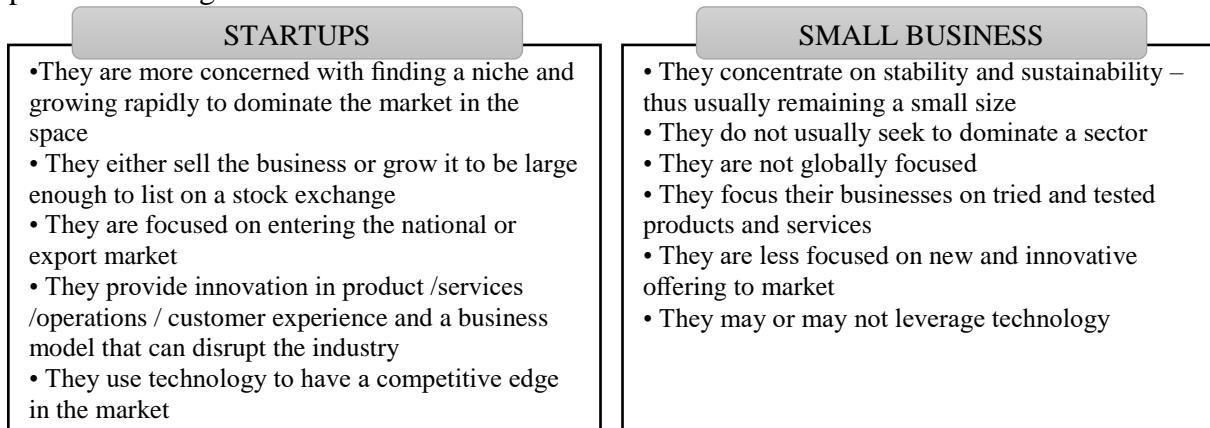 STARTUPS
•They are more concerned with finding a niche and
growing rapidly to dominate the market in the
space
• They either sell the business or grow it to be large
enough to list on a stock exchange
• They are focused on entering the national or
export market
• They provide innovation in product /services
/operations / customer experience and a business
model that can disrupt the industry
• They use technology to have a competitive edge
in the market
SMALL BUSINESS
• They concentrate on stability and sustainability –
thus usually remaining a small size
• They do not usually seek to dominate a sector
• They are not globally focused
• They focus their businesses on tried and tested
products and services
• They are less focused on new and innovative
offering to market
• They may or may not leverage technology